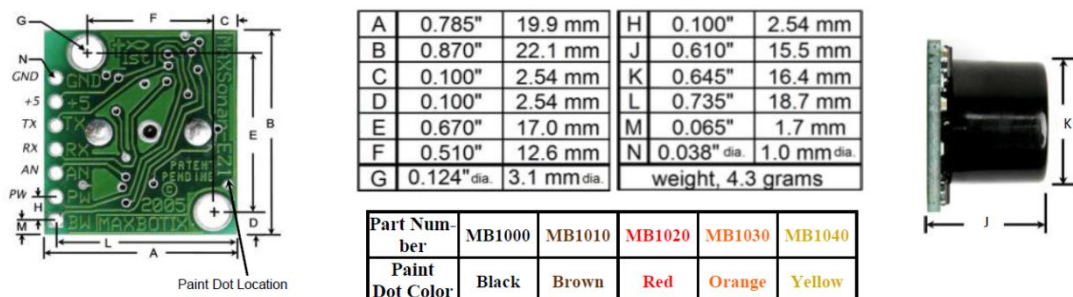 G
F
C
N
GND
+5
TX
RX
AN
PW
H
M
GND
+5
TX
RX
AN
PW
BW
MAXBOTIX
PATENT
PENDING
©
2005
E
B
D
L
A
Paint Dot Location
A 0.785" 19.9 mm H 0.100" 2.54 mm
B 0.870" 22.1 mm J 0.610" 15.5 mm
C 0.100" 2.54 mm K 0.645" 16.4 mm
D 0.100" 2.54 mm L 0.735" 18.7 mm
E 0.670" 17.0 mm M 0.065" 1.7 mm
F 0.510" 12.6 mm N 0.038" dia. 1.0 mm dia.
G 0.124" dia. 3.1 mm dia. weight, 4.3 grams
Part Num-
ber MB1000 MB1010 MB1020 MB1030 MB1040
Paint
Dot Color Black Brown Red Orange Yellow
K
J